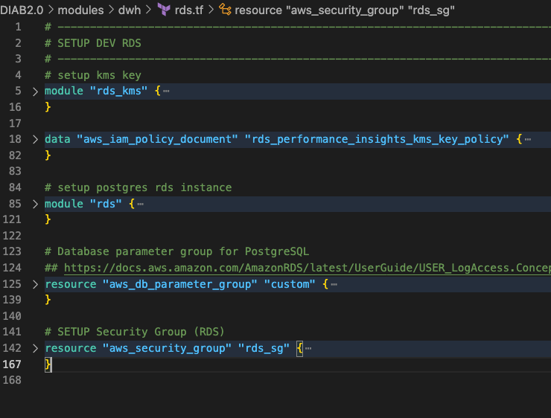 DIAB2.0 > modules > dwh > rds.tf > resource "aws_security_group" "rds_sg"
1 # ----------------------------------------------------------------------
2 # SETUP DEV RDS
3 # ----------------------------------------------------------------------
4 # setup kms key
5 > module "rds_kms" { ⋯
16 }
17
18 > data "aws_iam_policy_document" "rds_performance_insights_kms_key_policy" { ⋯
82 }
83
84 # setup postgres rds instance
85 > module "rds" { ⋯
121 }
122
123 # Database parameter group for PostgreSQL
124 ## https://docs.aws.amazon.com/AmazonRDS/latest/UserGuide/USER_LogAccess.Conce
125 > resource "aws_db_parameter_group" "custom" { ⋯
139 }
140
141 # SETUP Security Group (RDS)
142 > resource "aws_security_group" "rds_sg" { ⋯
167 }
168